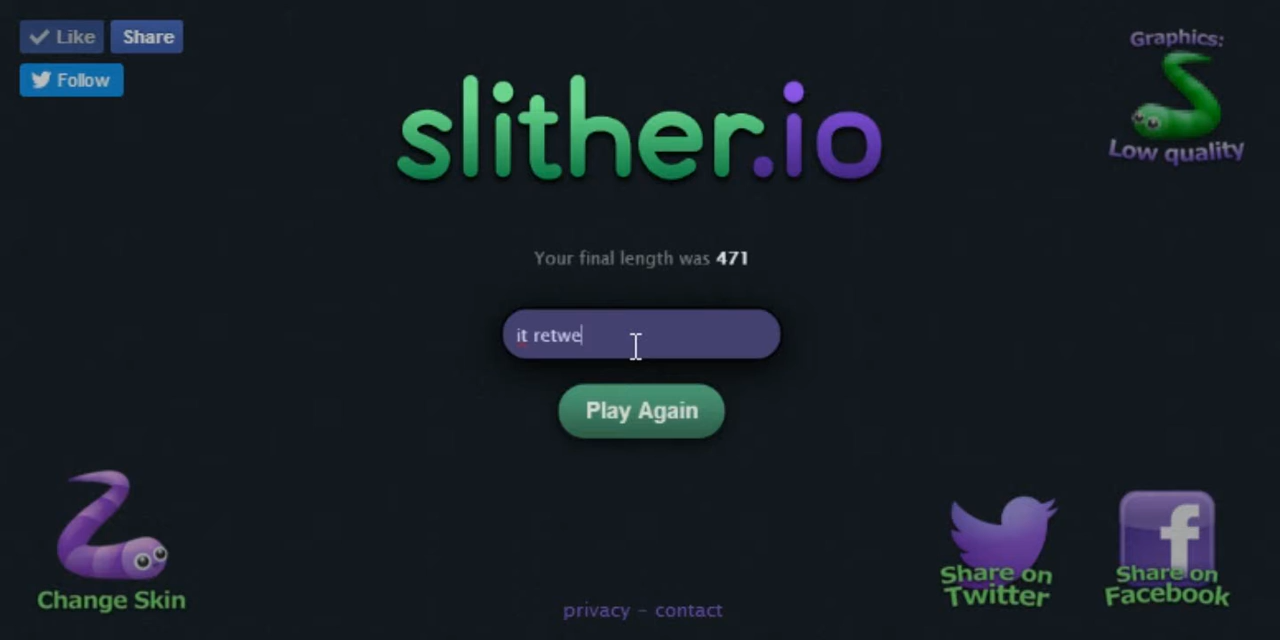 Like Share
Follow
Graphics:
Low quality
slither.io
Your final length was 471
it retwe
Play Again
Change Skin
Share on
Twitter
Share on
Facebook
privacy - contact